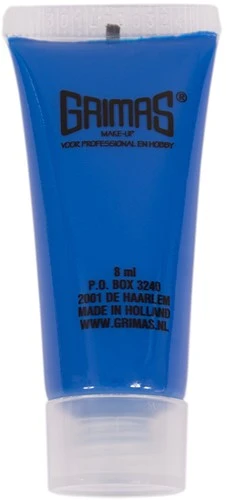 GRIMAS®
MAKE-UP
VOOR PROFESSIONAL EN HOBBY
8 ml
P.O. BOX 3240
2001 DE HAARLEM
MADE IN HOLLAND
WWW.GRIMAS.NL